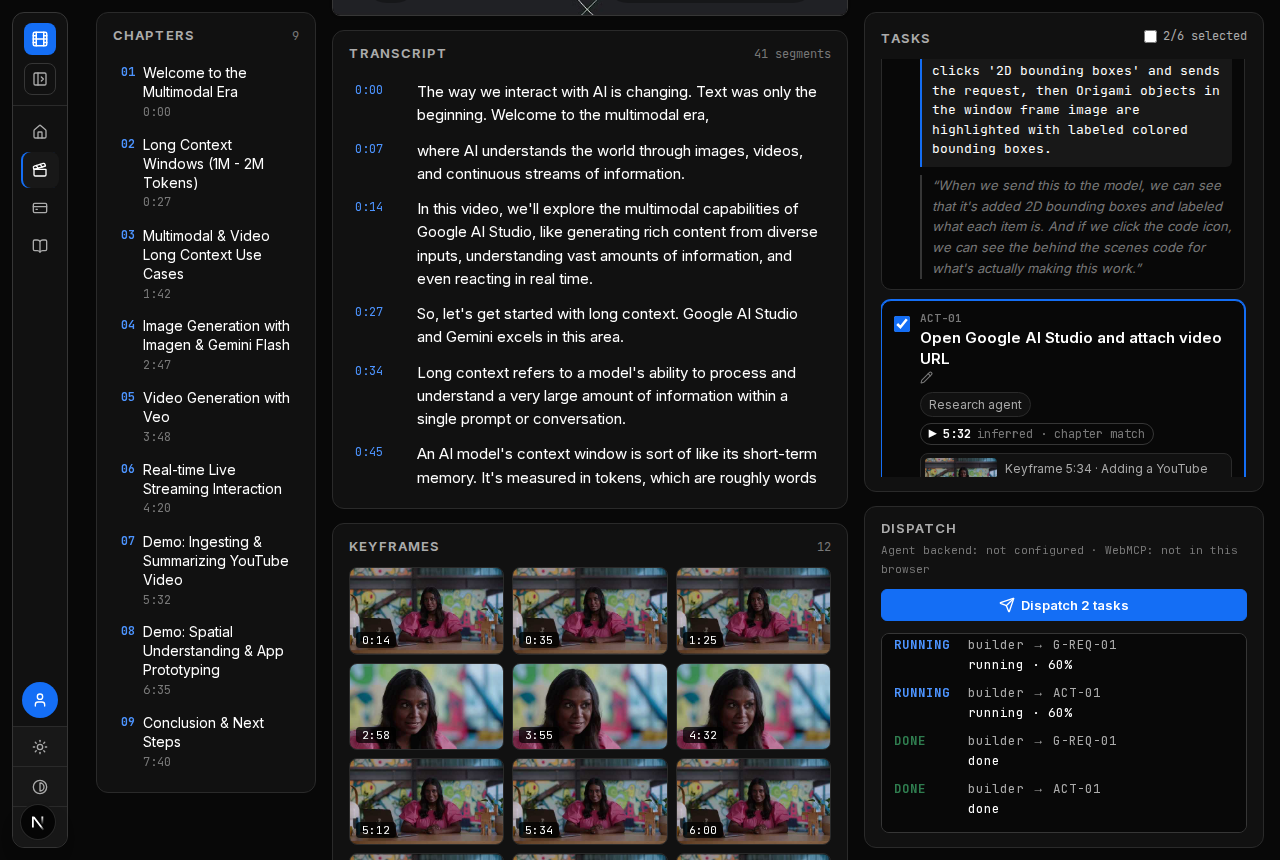 CHAPTERS
9
01
Welcome to the
Multimodal Era
0:00
02
Long Context
Windows (1M - 2M
Tokens)
0:27
03
Multimodal & Video
Long Context Use
Cases
1:42
04
Image Generation with
Imagen & Gemini Flash
2:47
05
Video Generation with
Veo
3:48
06
Real-time Live
Streaming Interaction
4:20
07
Demo: Ingesting &
Summarizing YouTube
Video
5:32
08
Demo: Spatial
Understanding & App
Prototyping
6:35
09
Conclusion & Next
Steps
7:40
TRANSCRIPT
41 segments
0:00
The way we interact with AI is changing. Text was only the
beginning. Welcome to the multimodal era,
0:07
where AI understands the world through images, videos,
and continuous streams of information.
0:14
In this video, we'll explore the multimodal capabilities of
Google AI Studio, like generating rich content from diverse
inputs, understanding vast amounts of information, and
even reacting in real time.
0:27
So, let's get started with long context. Google AI Studio
and Gemini excels in this area.
0:34
Long context refers to a model's ability to process and
understand a very large amount of information within a
single prompt or conversation.
0:45
An AI model's context window is sort of like its short-term
memory. It's measured in tokens, which are roughly words
KEYFRAMES
12
0:14
0:35
1:25
2:58
3:55
4:32
5:12
5:34
6:00
TASKS
2/6 selected
clicks '2D bounding boxes' and sends
the request, then Origami objects in
the window frame image are
highlighted with labeled colored
bounding boxes.
“When we send this to the model, we can see
that it's added 2D bounding boxes and labeled
what each item is. And if we click the code icon,
we can see the behind the scenes code for
what's actually making this work.”
ACT-01
Open Google AI Studio and attach video
URL
Research agent
▶ 5:32 inferred · chapter match
Keyframe 5:34 · Adding a YouTube
DISPATCH
Agent backend: not configured · WebMCP: not in this
browser
Dispatch 2 tasks
RUNNING builder → G-REQ-01
running · 60%
RUNNING builder → ACT-01
running · 60%
DONE builder → G-REQ-01
done
DONE builder → ACT-01
done